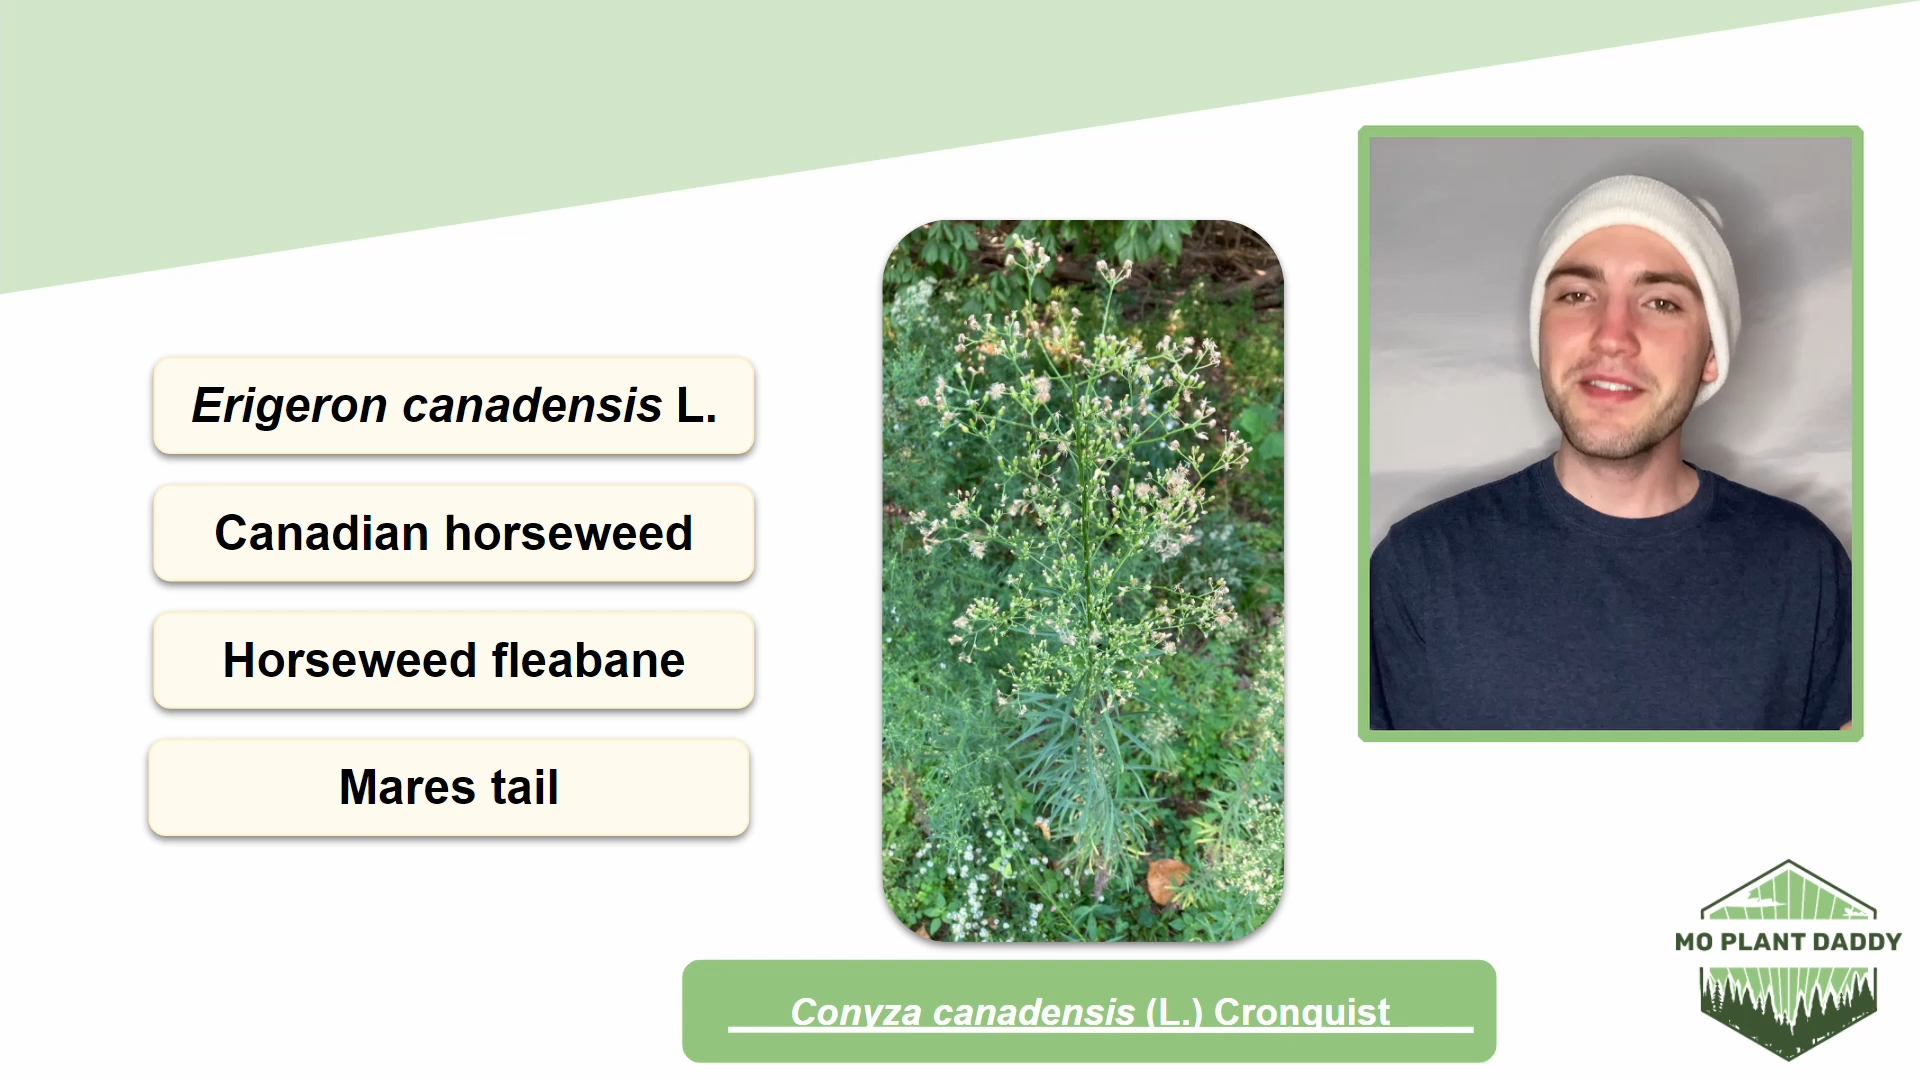 Erigeron canadensis L.
Canadian horseweed
Horseweed fleabane
Mares tail
Conyza canadensis (L.) Cronquist
MO PLANT DADDY